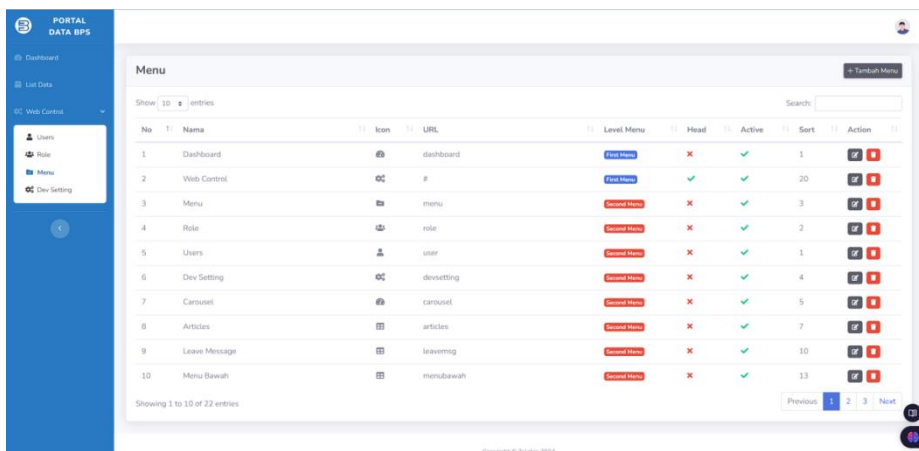 PORTAL
DATA BPS
Dashboard
List Data
Web Control
Users
Role
Menu
Dev Setting
Menu
+ Tambah Menu
Show 10 entries
Search:
No Nama Icon URL Level Menu Head Active Sort Action
1 Dashboard dashboard First Menu 1
2 Web Control # First Menu 20
3 Menu menu Second Menu 3
4 Role role Second Menu 2
5 Users user Second Menu 1
6 Dev Setting devsetting Second Menu 4
7 Carousel carousel Second Menu 5
8 Articles articles Second Menu 7
9 Leave Message leavemsg Second Menu 10
10 Menu Bawah menubawah Second Menu 13
Showing 1 to 10 of 22 entries
Previous 1 2 3 Next